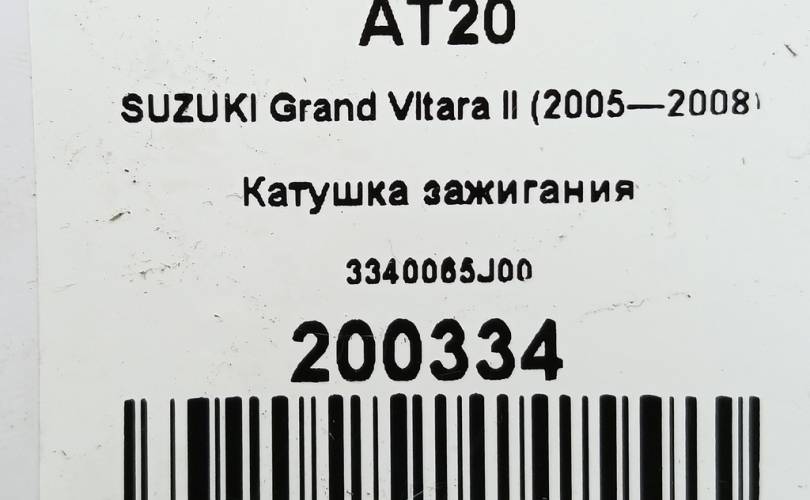 AT20
SUZUKI Grand Vitara II (2005—2008)
Катушка зажигания
3340065J00
200334